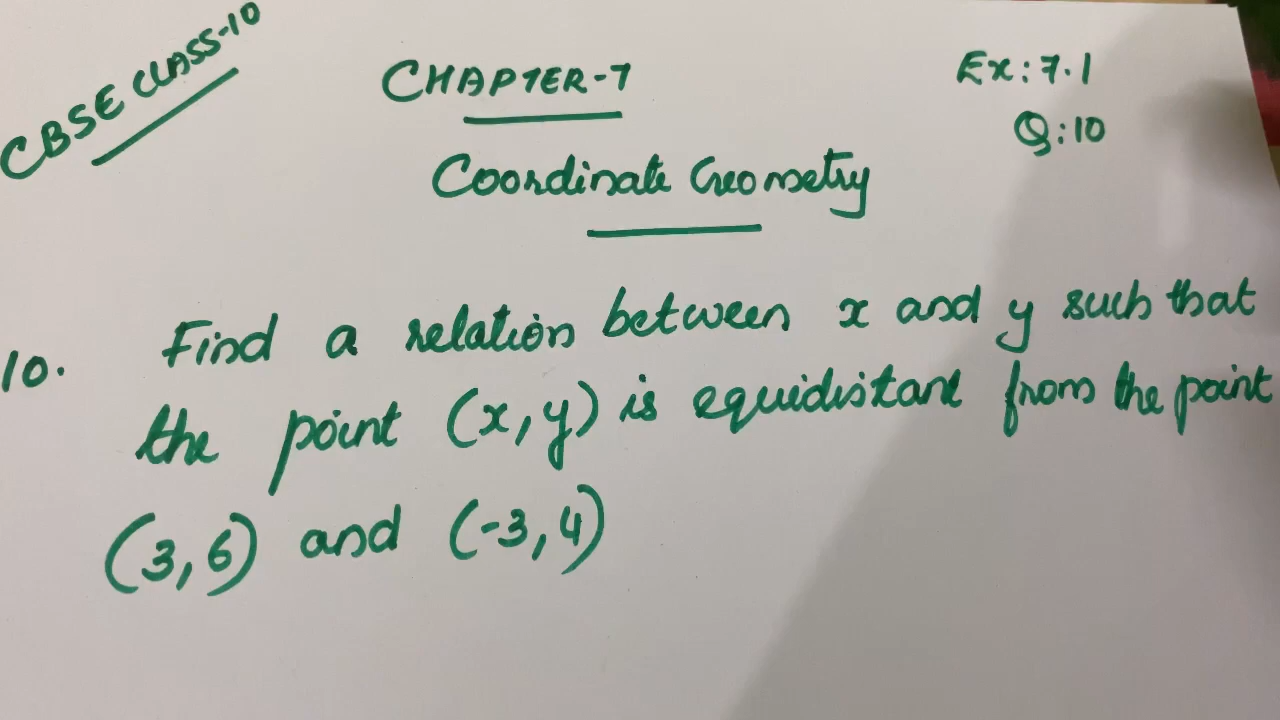 CBSE CLASS-10
CHAPTER-7
Ex: 7.1
Q:10
Coordinate Geometry
10. Find a relation between x and y such that
the point (x, y) is equidistant from the point
(3, 6) and (-3, 4)